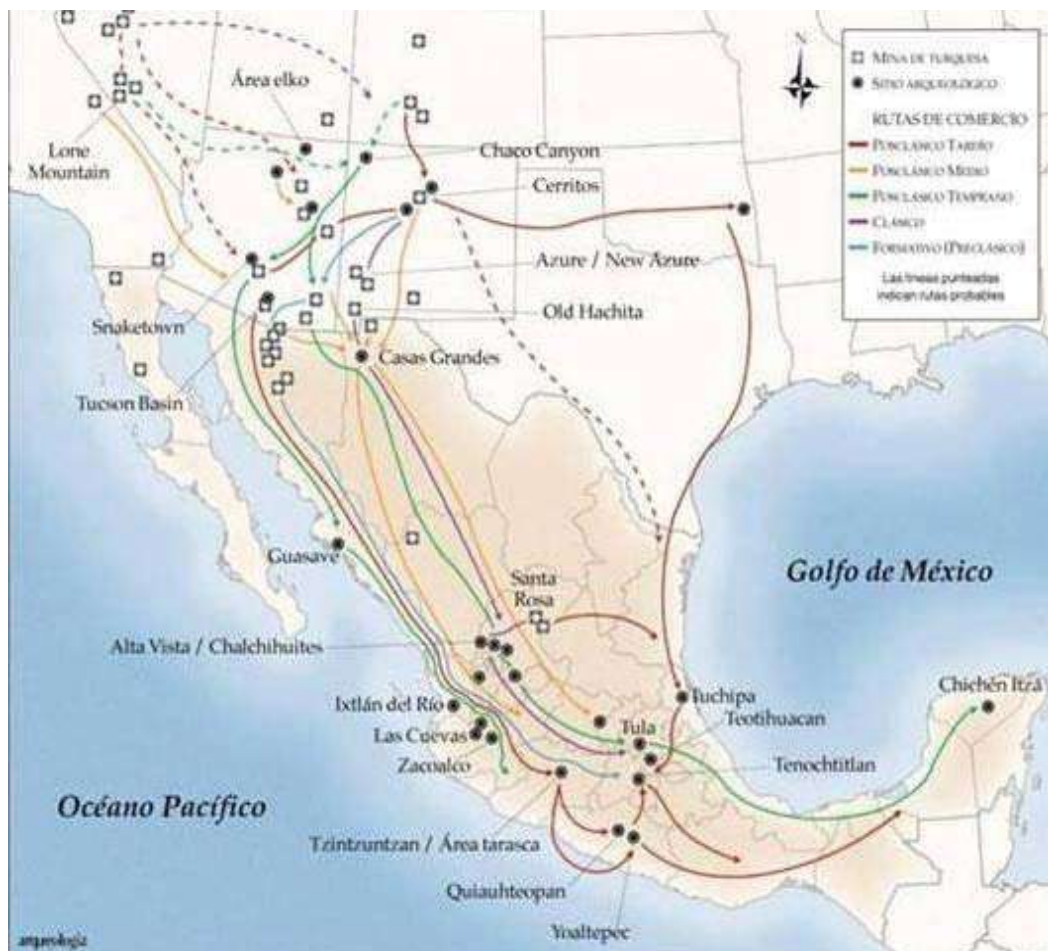 N
MINA DE TURQUESA
SITIO ARQUEOLÓGICO
RUTAS DE COMERCIO
POSCLÁSICO TARDÍO
POSCLÁSICO MEDIO
POSCLÁSICO TEMPRANO
CLÁSICO
FORMATIVO (PRECLÁSICO)
Las líneas punteadas
indican rutas probables
Área elko
Lone
Mountain
Chaco Canyon
Cerritos
Azure / New Azure
Old Hachita
Snaketown
Casas Grandes
Tucson Basin
Guasave
Golfo de México
Santa
Rosa
Alta Vista / Chalchihuites
Ixtlán del Río
Las Cuevas
Zacoalco
Tuchipa
Tula
Teotihuacan
Chichén Itzá
Tenochtitlan
Océano Pacífico
Tzintzuntzan / Área tarasca
Quiauhteopan
Yoaltepec
arqueología